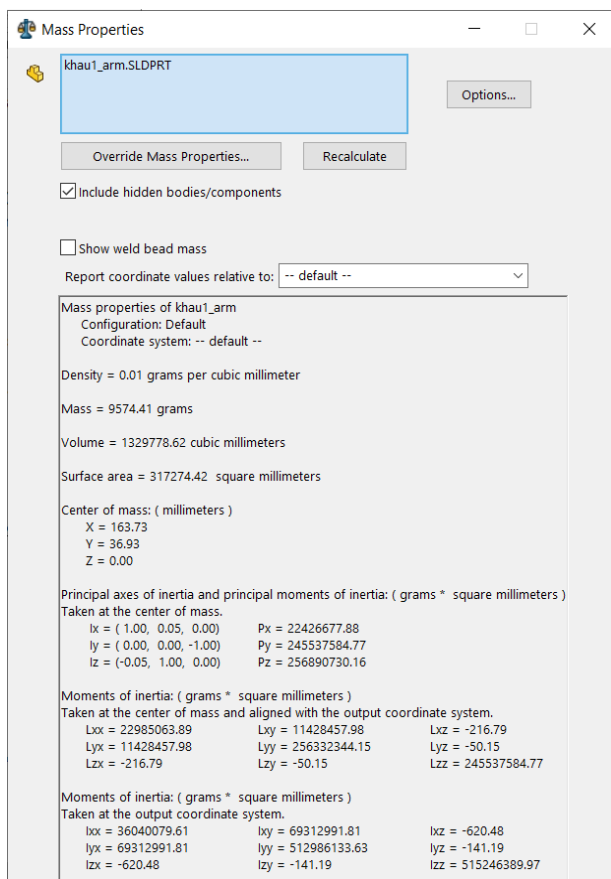 Mass Properties
khau1_arm.SLDPRT
Options...
Override Mass Properties...
Recalculate
Include hidden bodies/components
Show weld bead mass
Report coordinate values relative to: -- default --
Mass properties of khau1_arm
Configuration: Default
Coordinate system: -- default --
Density = 0.01 grams per cubic millimeter
Mass = 9574.41 grams
Volume = 1329778.62 cubic millimeters
Surface area = 317274.42 square millimeters
Center of mass: ( millimeters )
X = 163.73
Y = 36.93
Z = 0.00
Principal axes of inertia and principal moments of inertia: ( grams * square millimeters )
Taken at the center of mass.
Ix = ( 1.00, 0.05, 0.00) Px = 22426677.88
Iy = ( 0.00, 0.00, -1.00) Py = 245537584.77
Iz = (-0.05, 1.00, 0.00) Pz = 256890730.16
Moments of inertia: ( grams * square millimeters )
Taken at the center of mass and aligned with the output coordinate system.
Lxx = 22985063.89 Lxy = 11428457.98 Lxz = -216.79
Lyx = 11428457.98 Lyy = 256332344.15 Lyz = -50.15
Lzx = -216.79 Lzy = -50.15 Lzz = 245537584.77
Moments of inertia: ( grams * square millimeters )
Taken at the output coordinate system.
Ixx = 36040079.61 Ixy = 69312991.81 Ixz = -620.48
Iyx = 69312991.81 Iyy = 512986133.63 Iyz = -141.19
Izx = -620.48 Izy = -141.19 Izz = 515246389.97